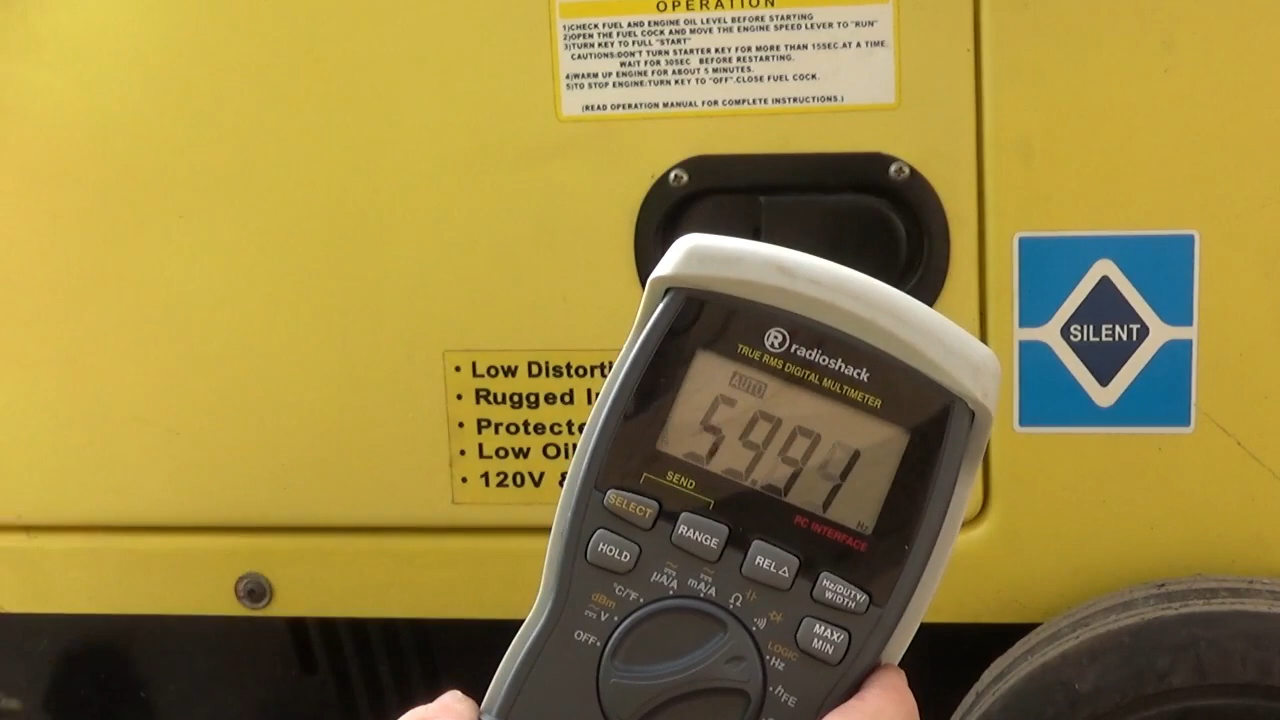 OPERATION
1)CHECK FUEL AND ENGINE OIL LEVEL BEFORE STARTING
2)OPEN THE FUEL COCK AND MOVE THE ENGINE SPEED LEVER TO "RUN"
3)TURN KEY TO FULL "START"
CAUTIONS:DON'T TURN STARTER KEY FOR MORE THAN 15SEC.AT A TIME.
WAIT FOR 30SEC BEFORE RESTARTING.
4)WARM UP ENGINE FOR ABOUT 5 MINUTES.
5)TO STOP ENGINE:TURN KEY TO "OFF".CLOSE FUEL COCK.
(READ OPERATION MANUAL FOR COMPLETE INSTRUCTIONS.)
SILENT
• Low Distorti
• Rugged I
• Protecte
• Low Oil
• 120V &
R radioshack
TRUE RMS DIGITAL MULTIMETER
AUTO
59.91
Hz
SEND
PC INTERFACE
SELECT
RANGE
HOLD
REL△
Hz/DUTY/
WIDTH
MAX/
MIN
OFF
V
dBm
°C/°F
µA/A
mA/A
Ω
LOGIC
Hz
hFE